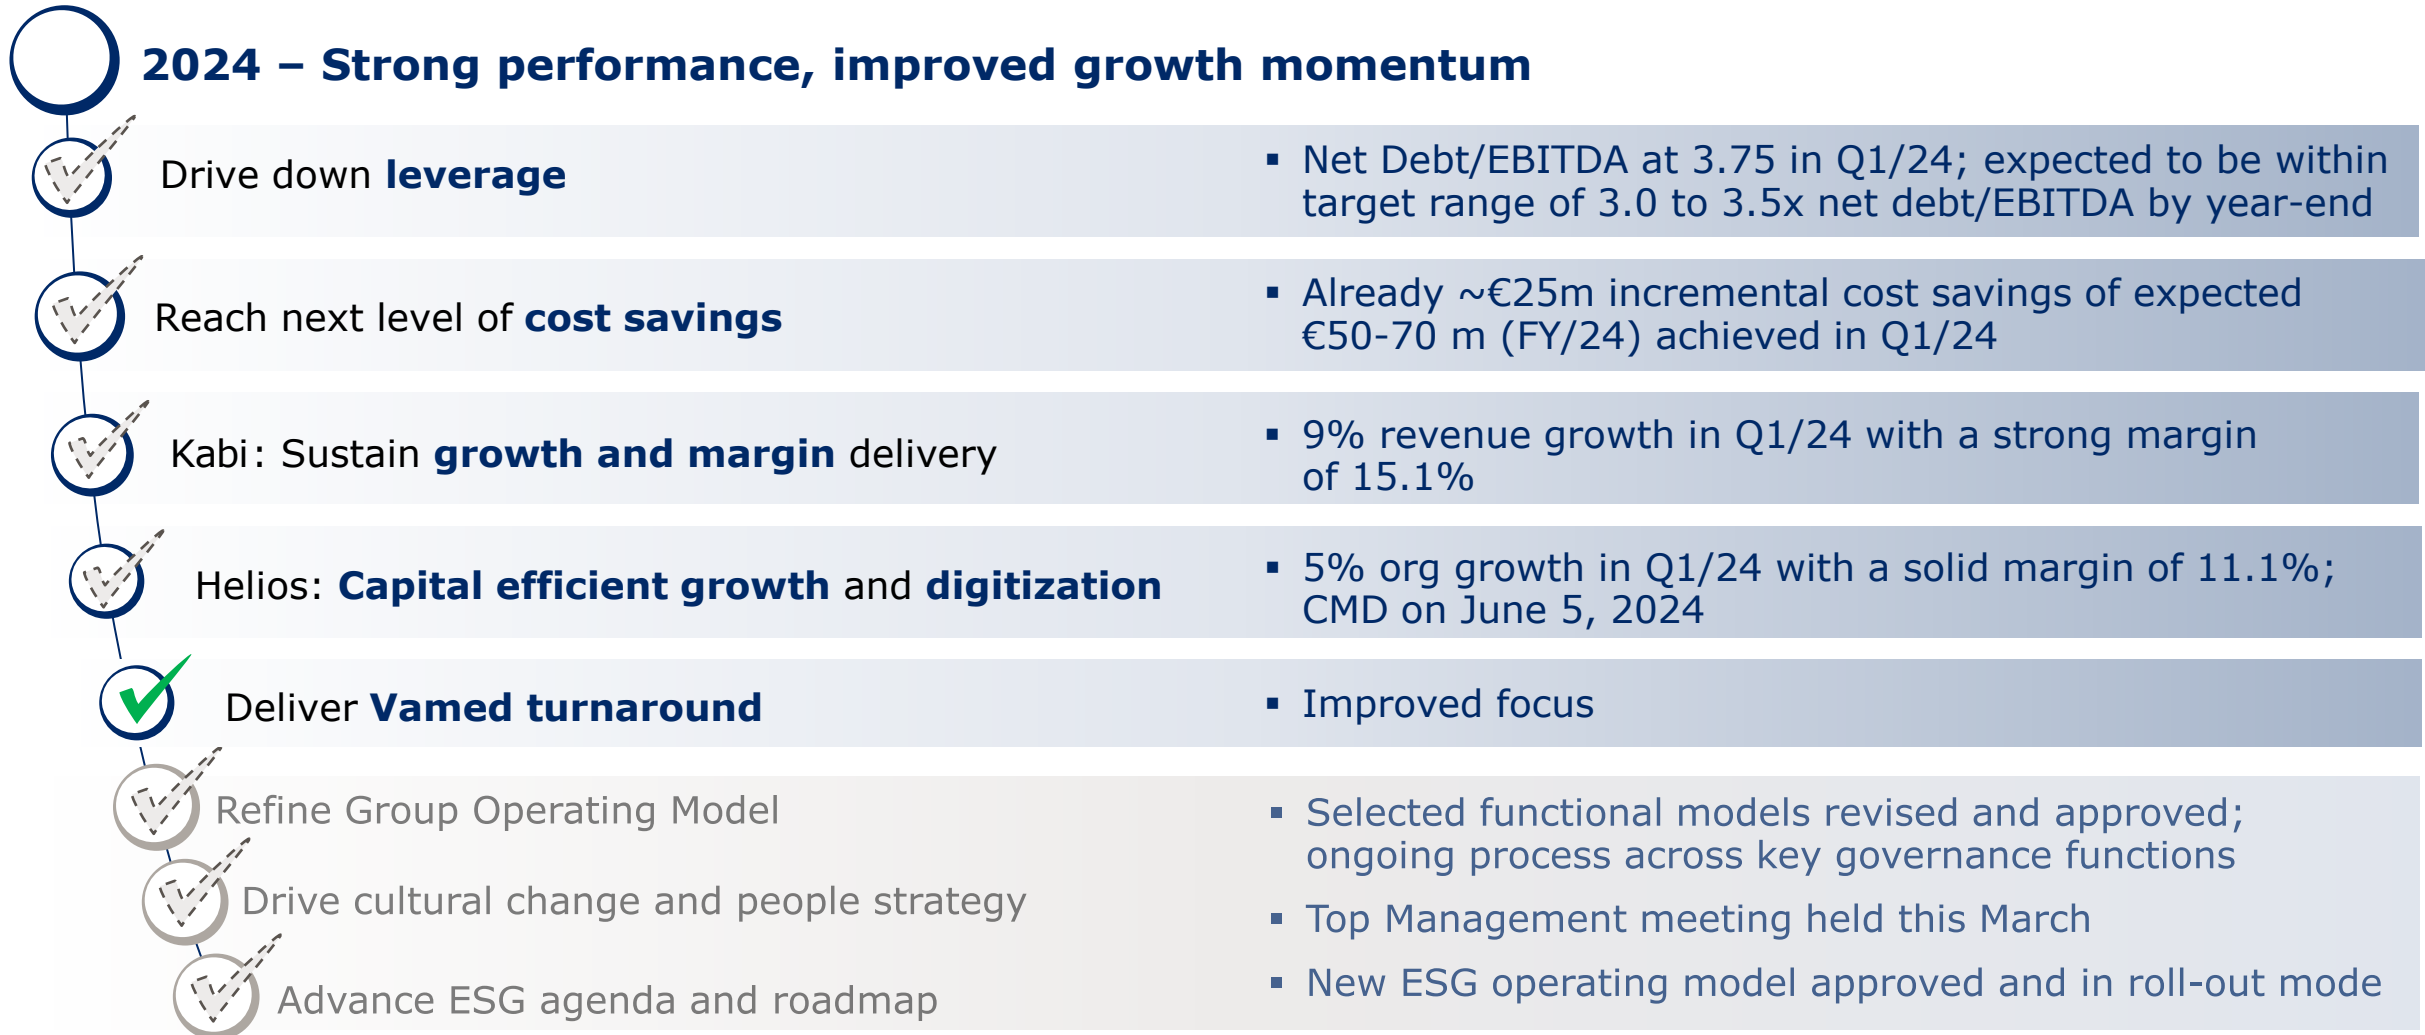 2024 – Strong performance, improved growth momentum
Drive down leverage
▪ Net Debt/EBITDA at 3.75 in Q1/24; expected to be within
target range of 3.0 to 3.5x net debt/EBITDA by year-end
Reach next level of cost savings
▪ Already ~€25m incremental cost savings of expected
€50-70 m (FY/24) achieved in Q1/24
Kabi: Sustain growth and margin delivery
▪ 9% revenue growth in Q1/24 with a strong margin
of 15.1%
Helios: Capital efficient growth and digitization
▪ 5% org growth in Q1/24 with a solid margin of 11.1%;
CMD on June 5, 2024
Deliver Vamed turnaround
▪ Improved focus
Refine Group Operating Model
▪ Selected functional models revised and approved;
ongoing process across key governance functions
Drive cultural change and people strategy
▪ Top Management meeting held this March
Advance ESG agenda and roadmap
▪ New ESG operating model approved and in roll-out mode